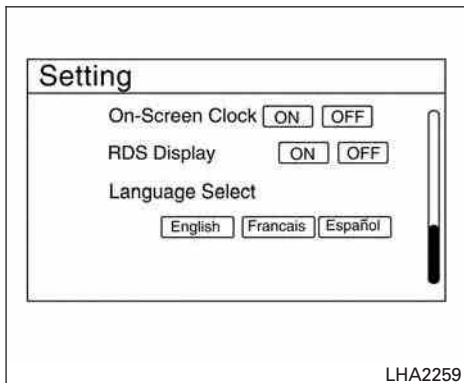 Setting
On-Screen Clock ON OFF
RDS Display ON OFF
Language Select
English Francais Español
LHA2259